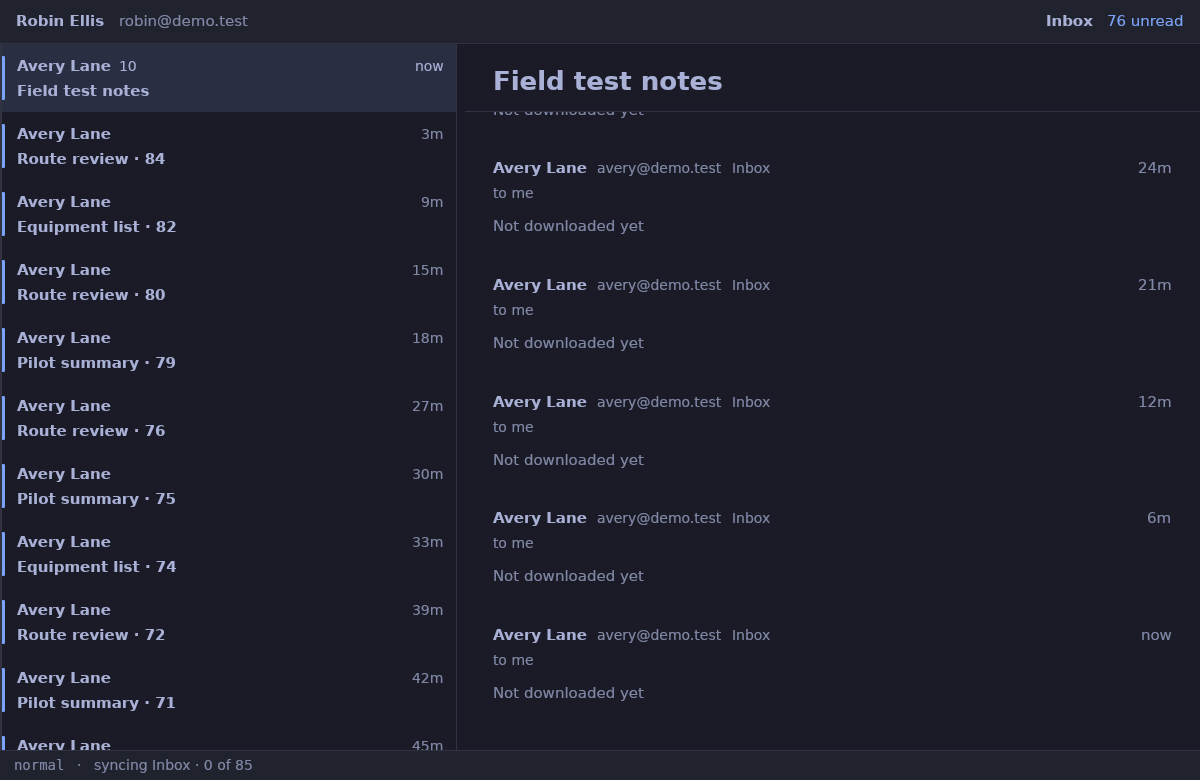 Robin Ellis robin@demo.test
Inbox 76 unread
Avery Lane 10 now
Field test notes
Avery Lane 3m
Route review · 84
Avery Lane 9m
Equipment list · 82
Avery Lane 15m
Route review · 80
Avery Lane 18m
Pilot summary · 79
Avery Lane 27m
Route review · 76
Avery Lane 30m
Pilot summary · 75
Avery Lane 33m
Equipment list · 74
Avery Lane 39m
Route review · 72
Avery Lane 42m
Pilot summary · 71
Avery Lane 45m
Field test notes
Not downloaded yet
Avery Lane avery@demo.test Inbox 24m
to me
Not downloaded yet
Avery Lane avery@demo.test Inbox 21m
to me
Not downloaded yet
Avery Lane avery@demo.test Inbox 12m
to me
Not downloaded yet
Avery Lane avery@demo.test Inbox 6m
to me
Not downloaded yet
Avery Lane avery@demo.test Inbox now
to me
Not downloaded yet
normal · syncing Inbox · 0 of 85